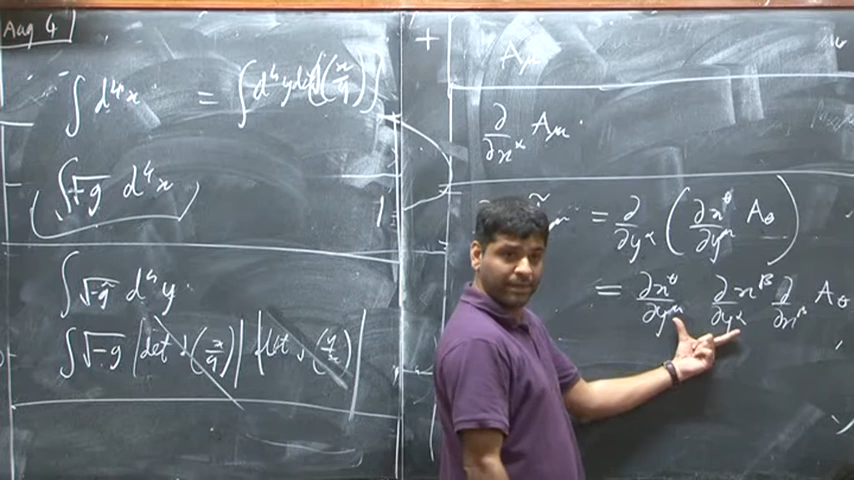 Aug 4
∫ d⁴x = ∫ d⁴y det J(x/y)
∫ √-g d⁴x
∫ √-g̃ d⁴y
∫ √-g |det J(x/y)| |det J(y/x)|
A_μ
∂/∂x^α A_μ
= ∂/∂y^α (∂x^θ/∂y^μ A_θ)
= ∂x^θ/∂y^μ ∂x^β/∂y^α ∂/∂x^β A_θ